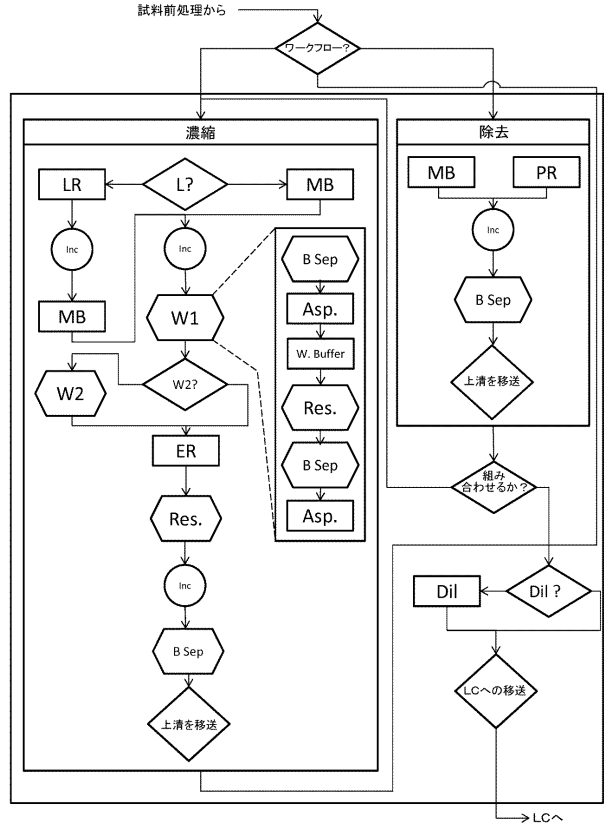 試料前処理から
ワークフロー?
濃縮
LR
L?
MB
Inc
Inc
MB
W1
W2
W2?
ER
Res.
Inc
B Sep
上清を移送
B Sep
Asp.
W. Buffer
Res.
B Sep
Asp.
除去
MB
PR
Inc
B Sep
上清を移送
組み
合わせるか?
Dil
Dil ?
LCへの移送
LCへ